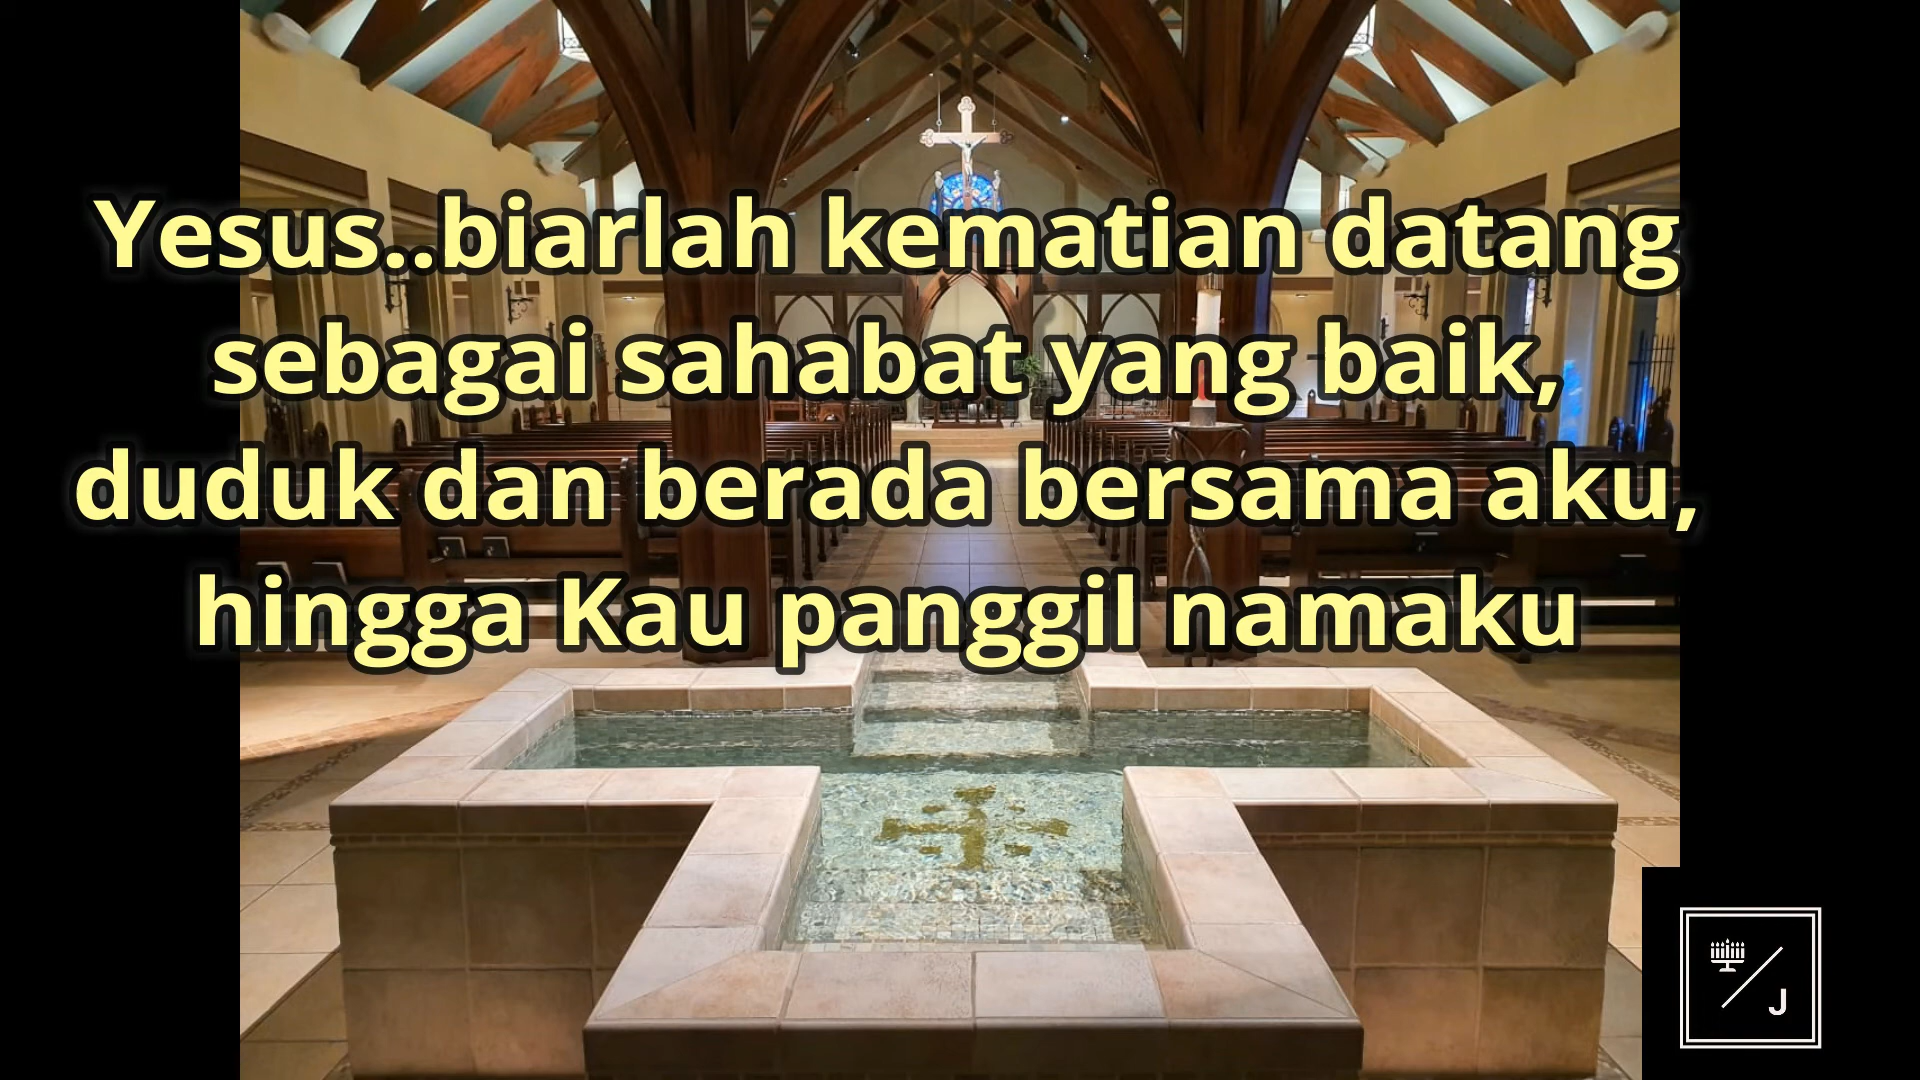 Yesus..biarlah kematian datang
sebagai sahabat yang baik,
duduk dan berada bersama aku,
hingga Kau panggil namaku
J